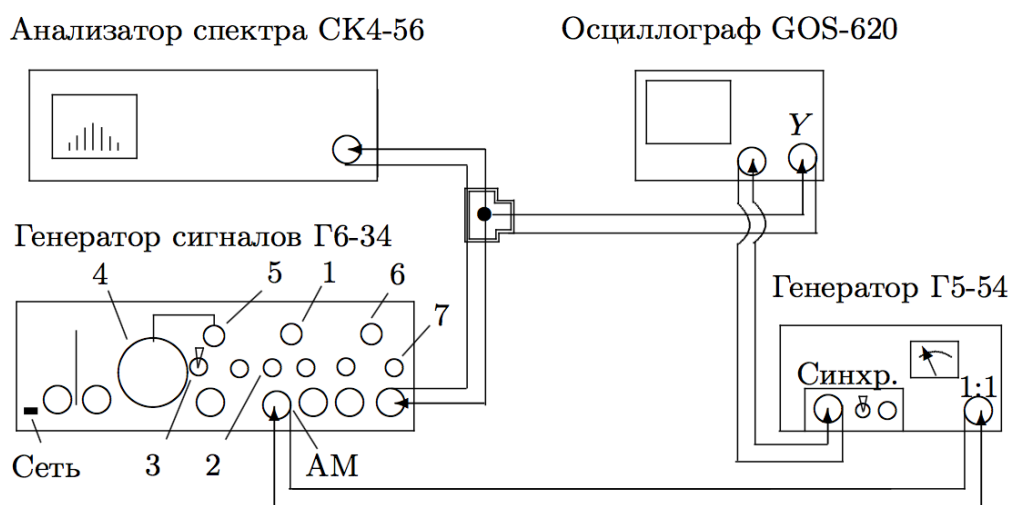 Анализатор спектра СК4-56
Осциллограф GOS-620
Y
Генератор сигналов Г6-34
4
5
1
6
7
Генератор Г5-54
Синхр.
1:1
Сеть
3
2
АМ